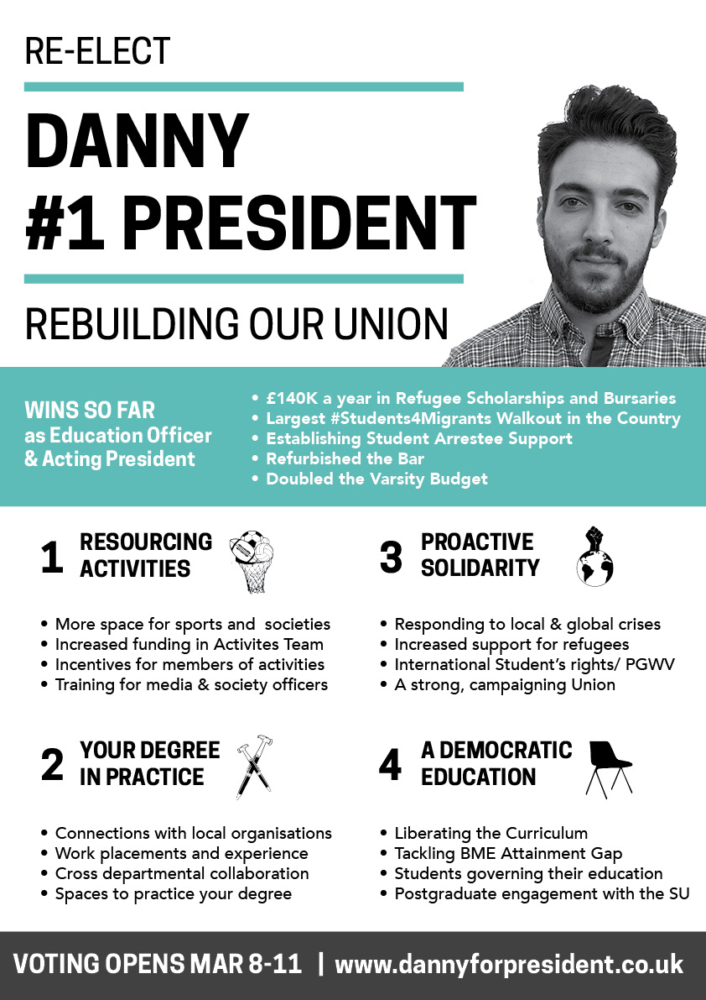 RE-ELECT
DANNY
#1 PRESIDENT
REBUILDING OUR UNION
WINS SO FAR
as Education Officer
& Acting President
• £140K a year in Refugee Scholarships and Bursaries
• Largest #Students4Migrants Walkout in the Country
• Establishing Student Arrestee Support
• Refurbished the Bar
• Doubled the Varsity Budget
1 RESOURCING
ACTIVITIES
• More space for sports and  societies
• Increased funding in Activites Team
• Incentives for members of activities
• Training for media & society officers
2 YOUR DEGREE
IN PRACTICE
• Connections with local organisations
• Work placements and experience
• Cross departmental collaboration
• Spaces to practice your degree
3 PROACTIVE
SOLIDARITY
• Responding to local & global crises
• Increased support for refugees
• International Student’s rights/ PGWV
• A strong, campaigning Union
4 A DEMOCRATIC
EDUCATION
• Liberating the Curriculum
• Tackling BME Attainment Gap
• Students governing their education
• Postgraduate engagement with the SU
VOTING OPENS MAR 8-11 | www.dannyforpresident.co.uk